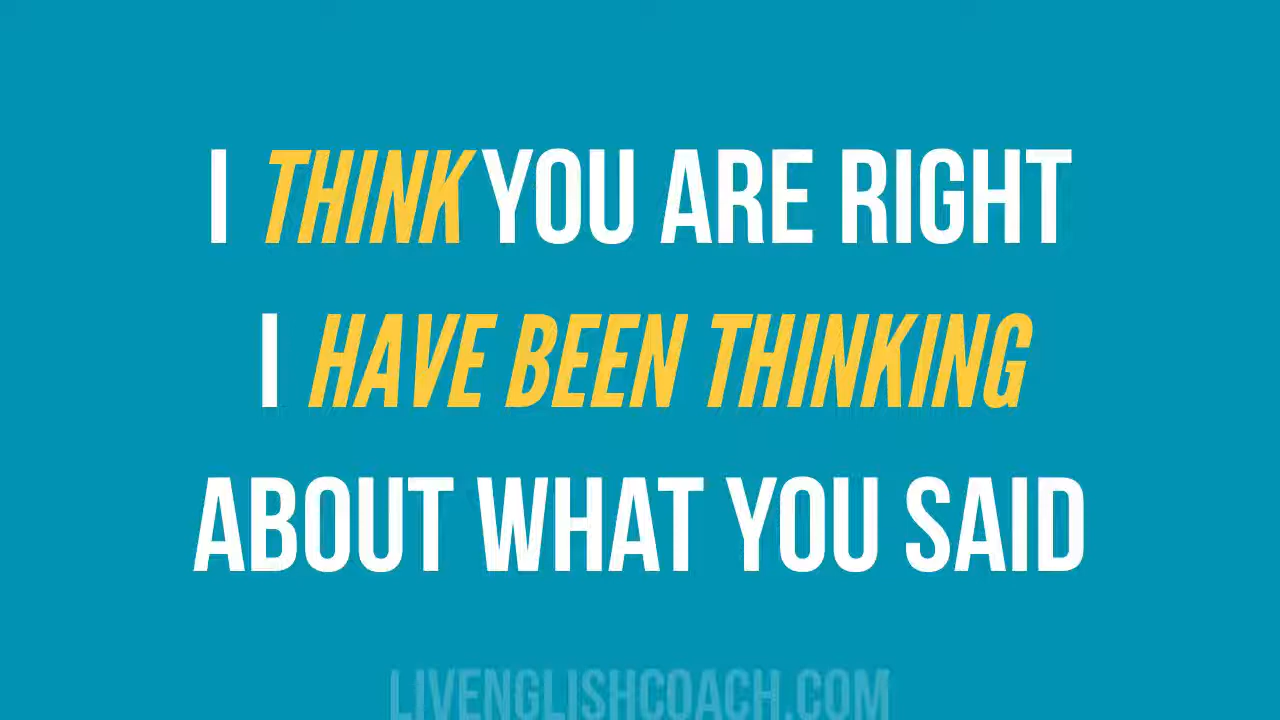 I THINK YOU ARE RIGHT
I HAVE BEEN THINKING
ABOUT WHAT YOU SAID
LIVENGLISHCOACH.COM